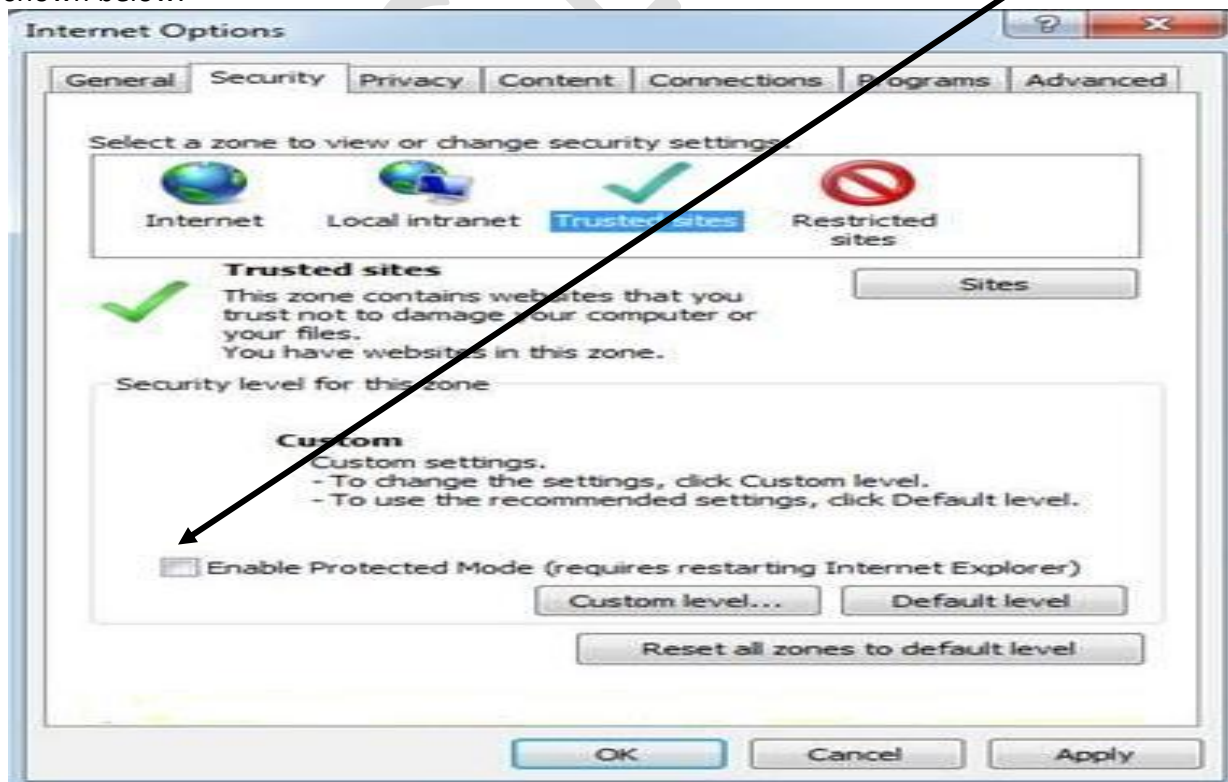 shown below:
Internet Options
General Security Privacy Content Connections Programs Advanced
Select a zone to view or change security settings.
Internet Local intranet Trusted sites Restricted sites
Trusted sites
Sites
This zone contains websites that you
trust not to damage your computer or
your files.
You have websites in this zone.
Security level for this zone
Custom
Custom settings.
- To change the settings, click Custom level.
- To use the recommended settings, click Default level.
Enable Protected Mode (requires restarting Internet Explorer)
Custom level... Default level
Reset all zones to default level
OK Cancel Apply